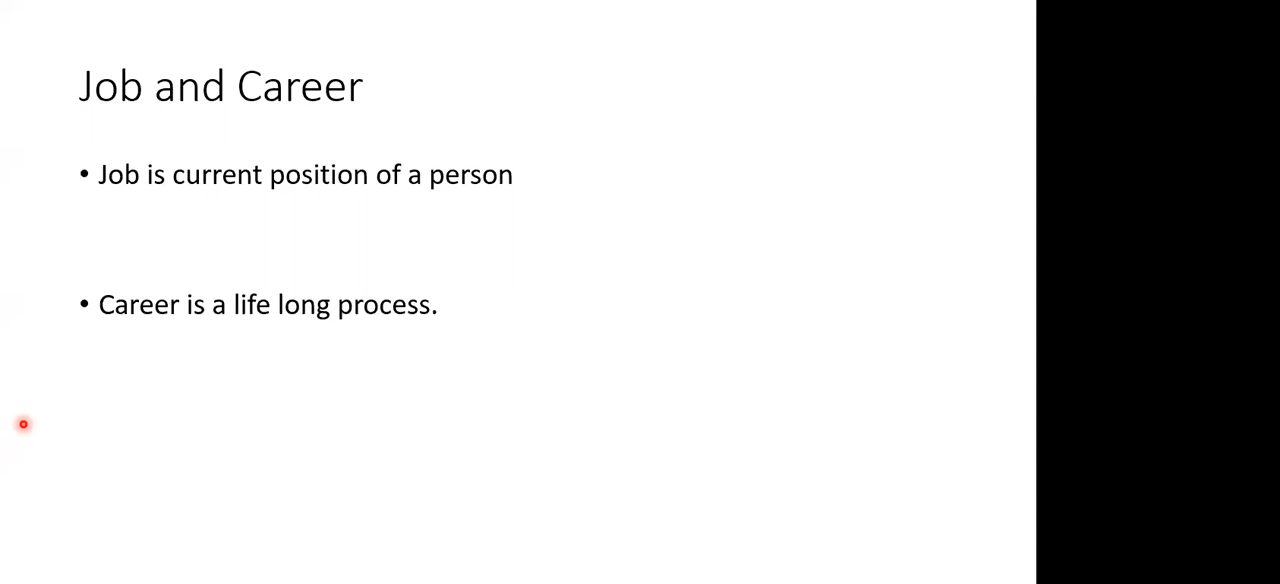 Job and Career
• Job is current position of a person
• Career is a life long process.